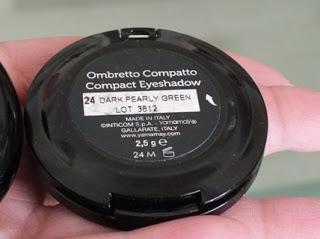 Ombretto Compatto
Compact Eyeshadow
24 DARK PEARLY GREEN
LOT 3812
MADE IN ITALY
©INTICOM S.p.A. - Yamamay®
GALLARATE, ITALY
www.yamamay.com
2,5 g e
24 M